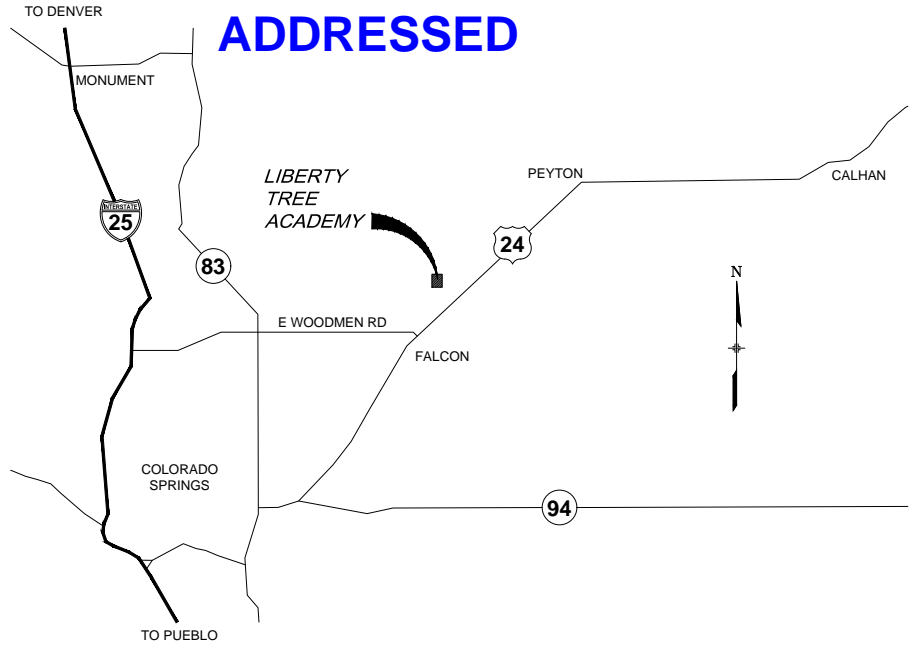 TO DENVER
ADDRESSED
MONUMENT
LIBERTY
TREE
ACADEMY
PEYTON
CALHAN
INTERSTATE
25
24
83
N
E WOODMEN RD
FALCON
COLORADO
SPRINGS
94
TO PUEBLO